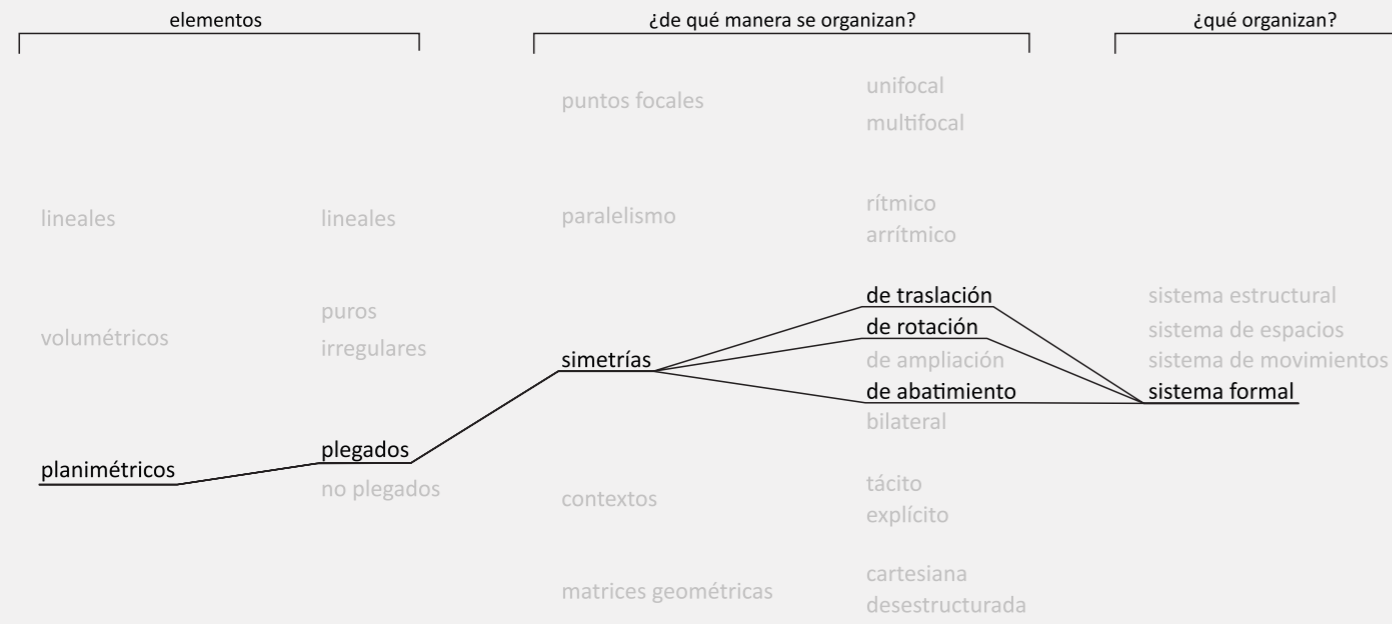 elementos
¿de qué manera se organizan?
¿qué organizan?
puntos focales
unifocal
multifocal
lineales
lineales
paralelismo
rítmico
arrítmico
volumétricos
puros
irregulares
simetrías
de traslación
de rotación
de ampliación
de abatimiento
bilateral
sistema estructural
sistema de espacios
sistema de movimientos
sistema formal
planimétricos
plegados
no plegados
contextos
tácito
explícito
matrices geométricas
cartesiana
desestructurada